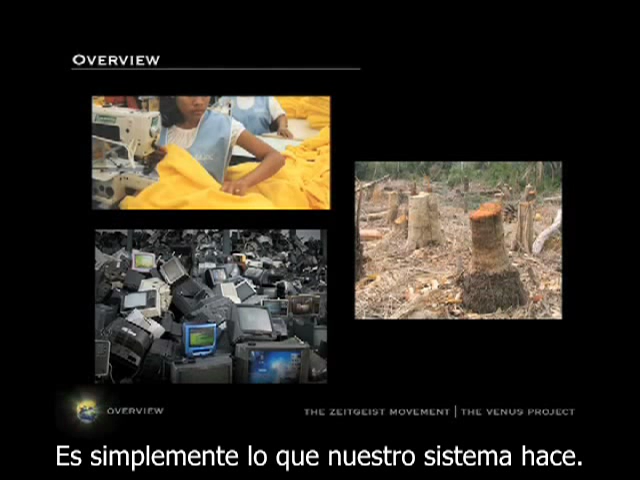 OVERVIEW
OVERVIEW
THE ZEITGEIST MOVEMENT | THE VENUS PROJECT
Es simplemente lo que nuestro sistema hace.